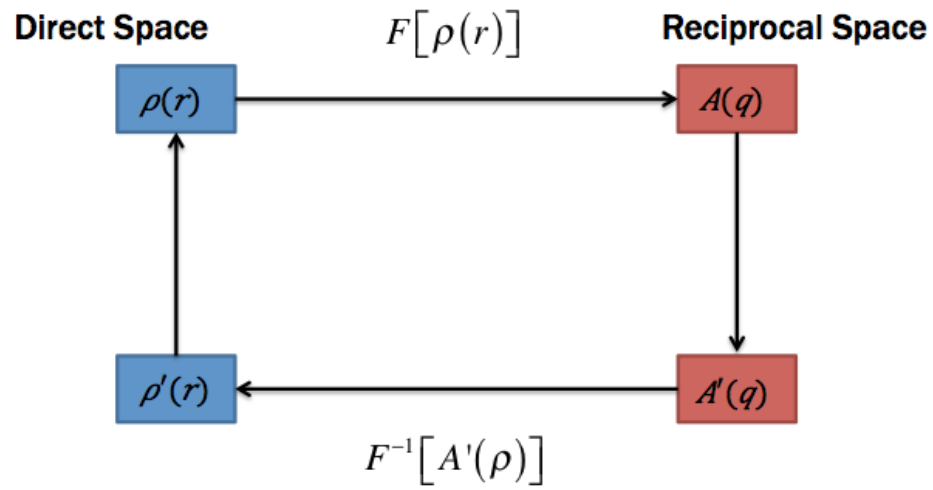 Direct Space
F[ρ(r)]
Reciprocal Space
ρ(r)
A(q)
ρ'(r)
A'(q)
F⁻¹[A'(ρ)]